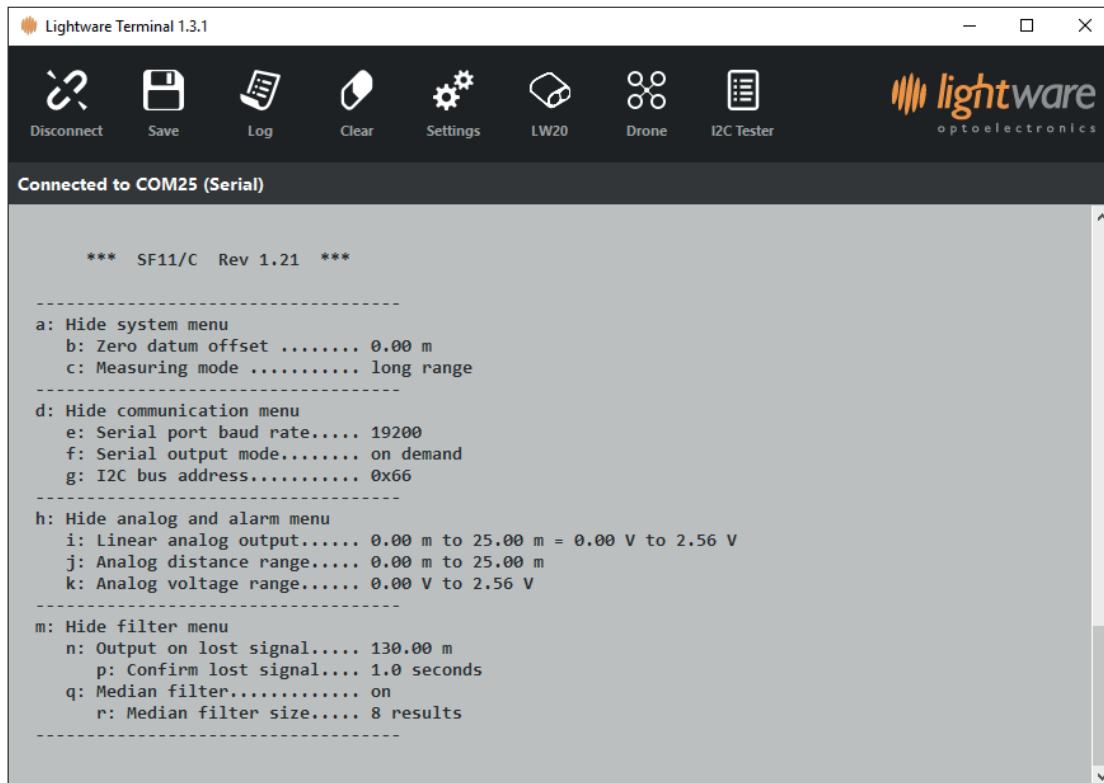 Lightware Terminal 1.3.1
Disconnect Save Log Clear Settings LW20 Drone I2C Tester
lightware
optoelectronics
Connected to COM25 (Serial)
*** SF11/C Rev 1.21 ***
------------------------------------
a: Hide system menu
b: Zero datum offset ........ 0.00 m
c: Measuring mode ........... long range
------------------------------------
d: Hide communication menu
e: Serial port baud rate..... 19200
f: Serial output mode........ on demand
g: I2C bus address........... 0x66
------------------------------------
h: Hide analog and alarm menu
i: Linear analog output...... 0.00 m to 25.00 m = 0.00 V to 2.56 V
j: Analog distance range..... 0.00 m to 25.00 m
k: Analog voltage range...... 0.00 V to 2.56 V
------------------------------------
m: Hide filter menu
n: Output on lost signal..... 130.00 m
p: Confirm lost signal.... 1.0 seconds
q: Median filter............. on
r: Median filter size..... 8 results
------------------------------------